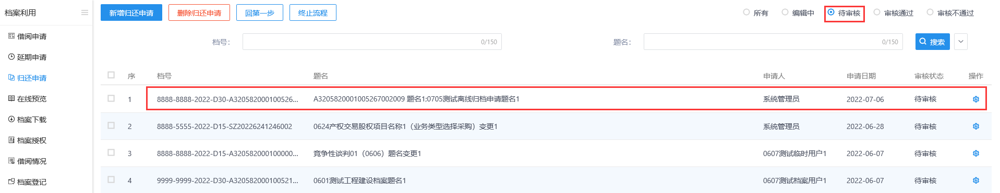 档案利用
新增归还申请 删除归还申请 回第一步 终止流程 所有 编辑中 待审核 审核通过 审核不通过
借阅申请
档号: 0/150 题名: 0/150 搜索
延期申请
归还申请
序 档号 题名 申请人 申请日期 审核状态 操作
在线预览
1 8888-8888-2022-D30-A320582000100526... A3205820001005267002009 题名1;0705测试离线归档申请题名1 系统管理员 2022-07-06 待审核
档案下载
2 8888-5555-2022-D15-SZ20226241246002 0624产权交易股权项目名称1（业务类型选择采购）变更1 系统管理员 2022-06-28 待审核
档案授权
3 8888-8888-2022-D15-A320582000100000... 竞争性谈判01（0606）题名变更1 0607测试临时用户1 2022-06-07 待审核
借阅情况
4 9999-9999-2022-D30-A320582000100521... 0601测试工程建设档案题名1 0607测试档案用户1 2022-06-07 待审核
档案登记